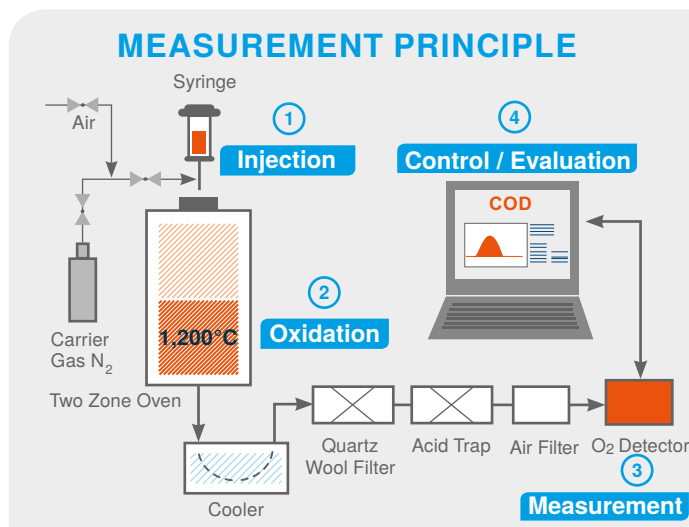 MEASUREMENT PRINCIPLE
Syringe
Air
1
Injection
4
Control / Evaluation
COD
2
Oxidation
1,200°C
Carrier
Gas N₂
Two Zone Oven
Cooler
Quartz
Wool Filter
Acid Trap
Air Filter
O₂ Detector
3
Measurement